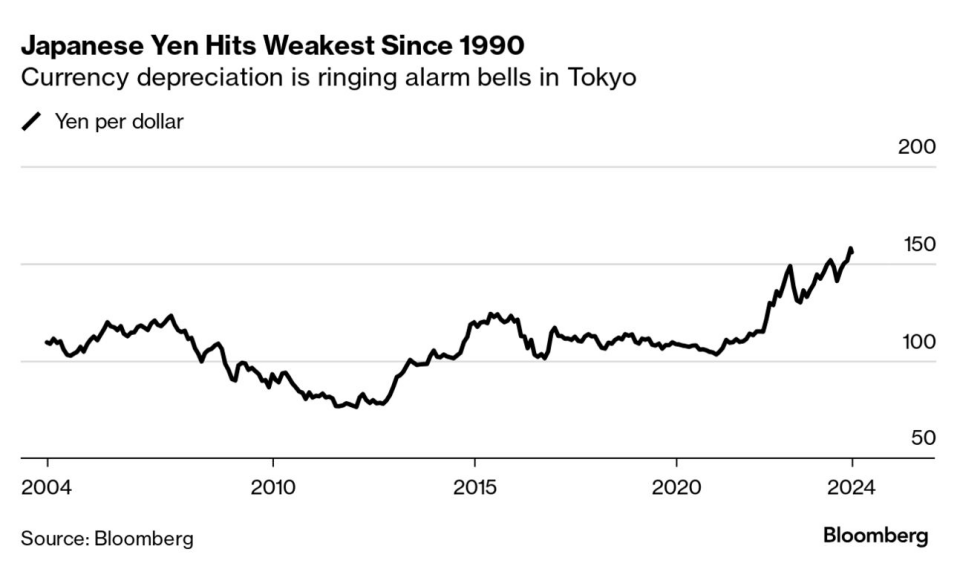 Japanese Yen Hits Weakest Since 1990
Currency depreciation is ringing alarm bells in Tokyo
Yen per dollar
200
150
100
50
2004 2010 2015 2020 2024
Source: Bloomberg Bloomberg